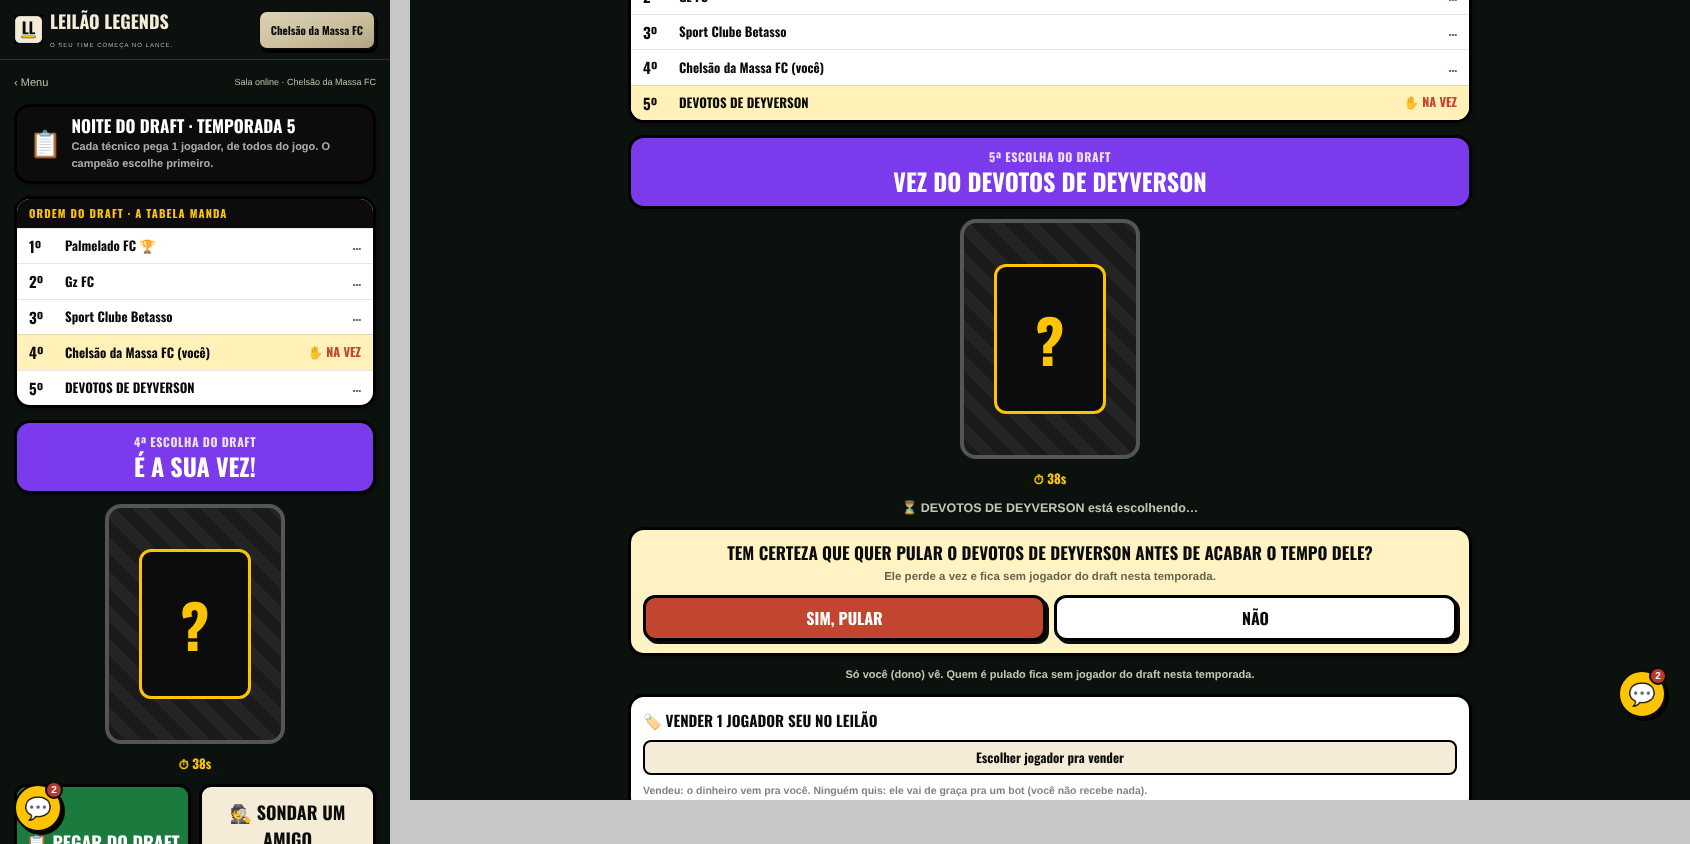 LL
LEILÃO LEGENDS
O SEU TIME COMEÇA NO LANCE.
Chelsão da Massa FC
‹ Menu
Sala online · Chelsão da Massa FC
NOITE DO DRAFT · TEMPORADA 5
Cada técnico pega 1 jogador, de todos do jogo. O
campeão escolhe primeiro.
ORDEM DO DRAFT · A TABELA MANDA
1º Palmelado FC 🏆 ...
2º Gz FC ...
3º Sport Clube Betasso ...
4º Chelsão da Massa FC (você) ✋ NA VEZ
5º DEVOTOS DE DEYVERSON ...
4ª ESCOLHA DO DRAFT
É A SUA VEZ!
?
⏱ 38s
2
PEGAR DO DRAFT
SONDAR UM
AMIGO
2º Gz FC ...
3º Sport Clube Betasso ...
4º Chelsão da Massa FC (você) ...
5º DEVOTOS DE DEYVERSON ✋ NA VEZ
5ª ESCOLHA DO DRAFT
VEZ DO DEVOTOS DE DEYVERSON
?
⏱ 38s
⏳ DEVOTOS DE DEYVERSON está escolhendo...
TEM CERTEZA QUE QUER PULAR O DEVOTOS DE DEYVERSON ANTES DE ACABAR O TEMPO DELE?
Ele perde a vez e fica sem jogador do draft nesta temporada.
SIM, PULAR
NÃO
Só você (dono) vê. Quem é pulado fica sem jogador do draft nesta temporada.
🏷️ VENDER 1 JOGADOR SEU NO LEILÃO
Escolher jogador pra vender
Vendeu: o dinheiro vem pra você. Ninguém quis: ele vai de graça pra um bot (você não recebe nada).
2